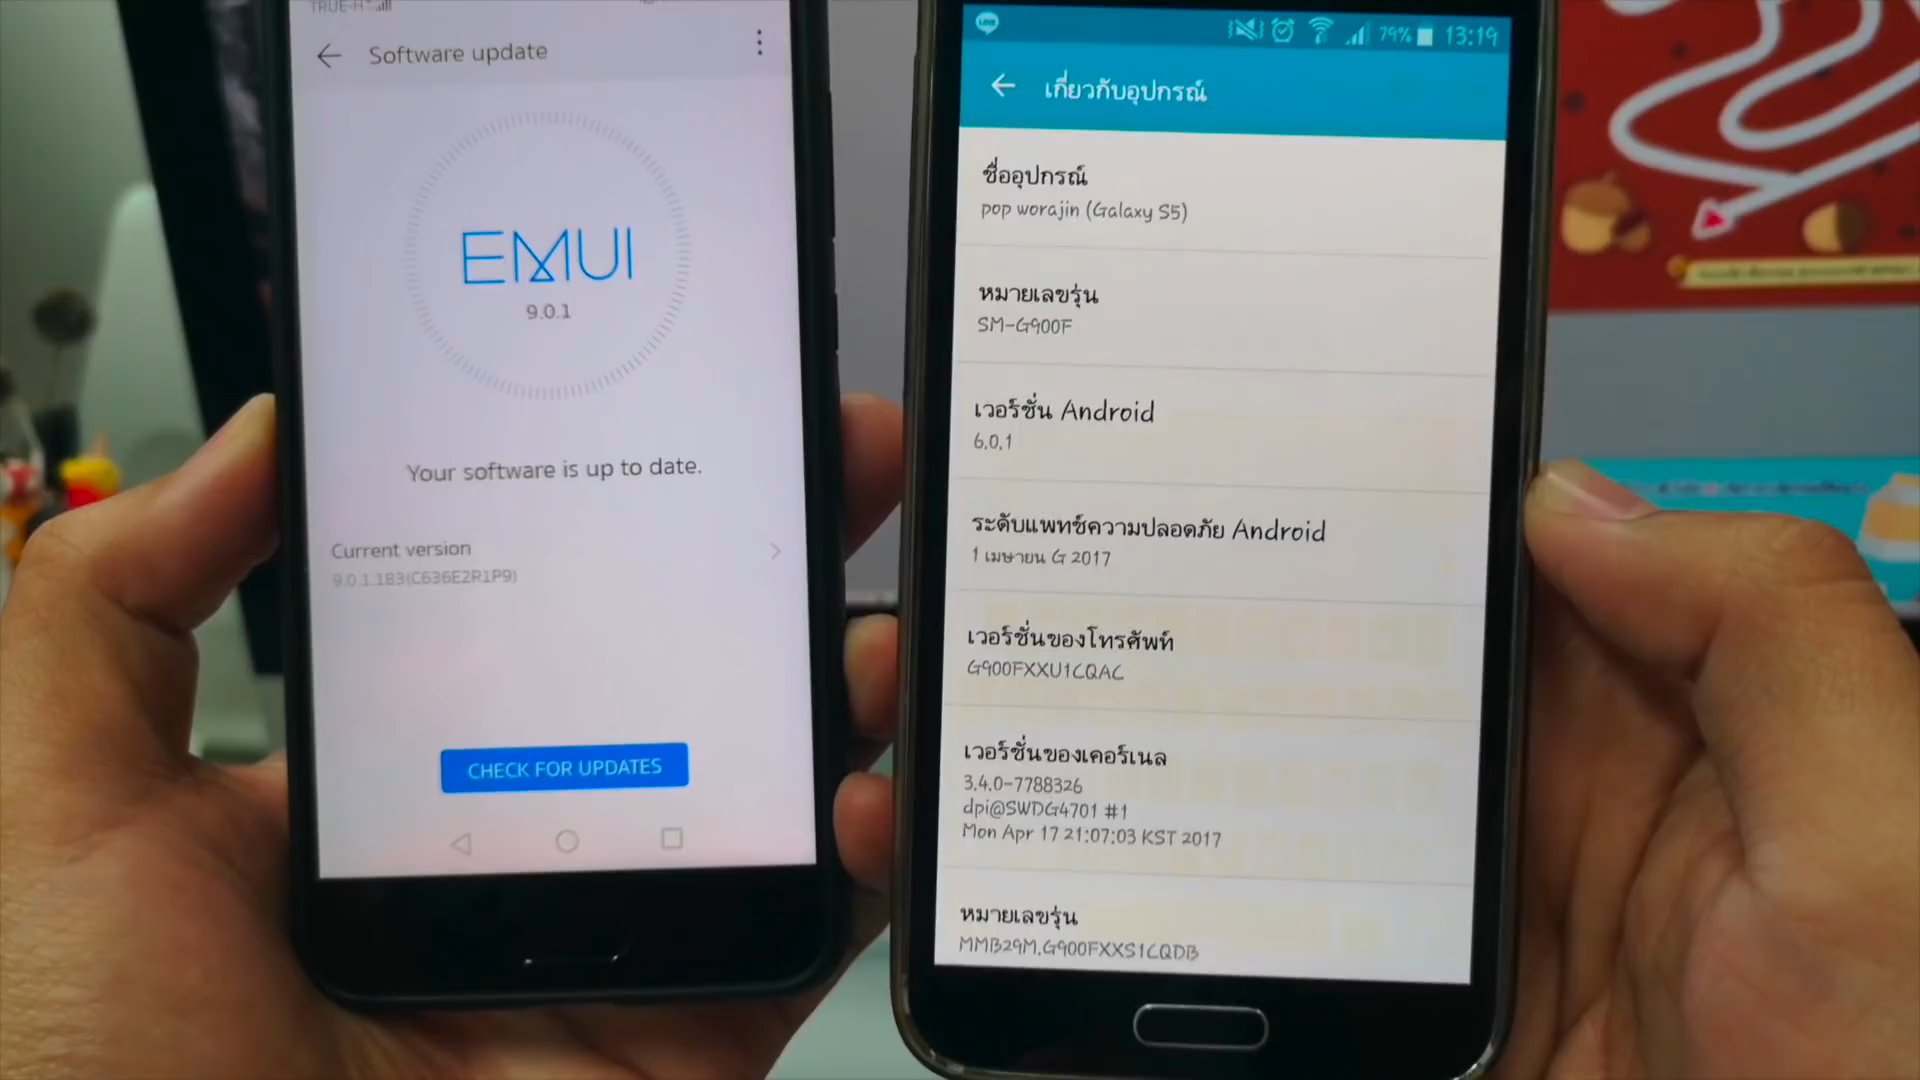 TRUE-H
Software update
EMUI
9.0.1
Your software is up to date.
Current version
9.0.1.183(C636E2R1P9)
CHECK FOR UPDATES
LINE
79% 13:19
เกี่ยวกับอุปกรณ์
ชื่ออุปกรณ์
pop worajin (Galaxy S5)
หมายเลขรุ่น
SM-G900F
เวอร์ชั่น Android
6.0.1
ระดับแพทช์ความปลอดภัย Android
1 เมษายน G 2017
เวอร์ชั่นของโทรศัพท์
G900FXXU1CQAC
เวอร์ชั่นของเคอร์เนล
3.4.0-7788326
dpi@SWDG4701 #1
Mon Apr 17 21:07:03 KST 2017
หมายเลขรุ่น
MMB29M.G900FXXS1CQDB